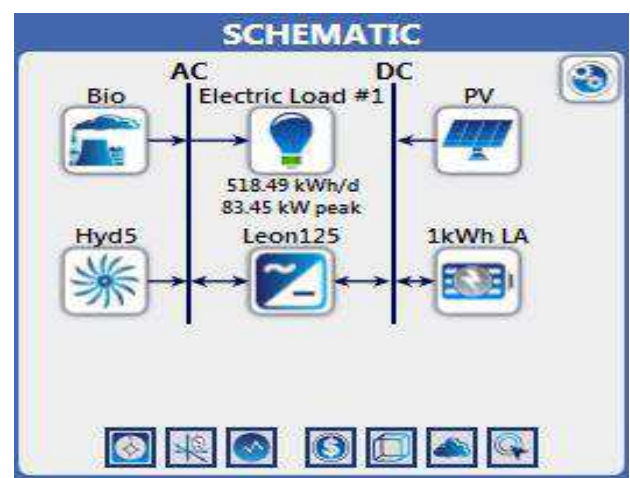 SCHEMATIC
AC DC
Bio Electric Load #1 PV
518.49 kWh/d
83.45 kW peak
Hyd5 Leon125 1kWh LA